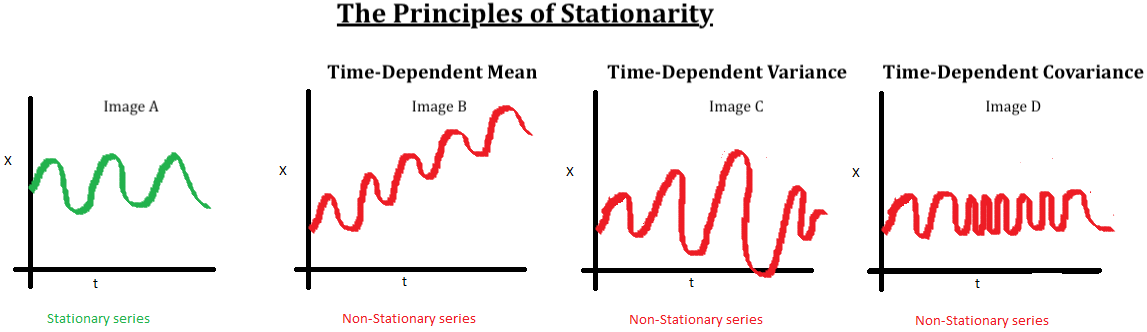 The Principles of Stationarity
Time-Dependent Mean
Time-Dependent Variance
Time-Dependent Covariance
Image A
Image B
Image C
Image D
X
X
X
X
t
t
t
t
Stationary series
Non-Stationary series
Non-Stationary series
Non-Stationary series